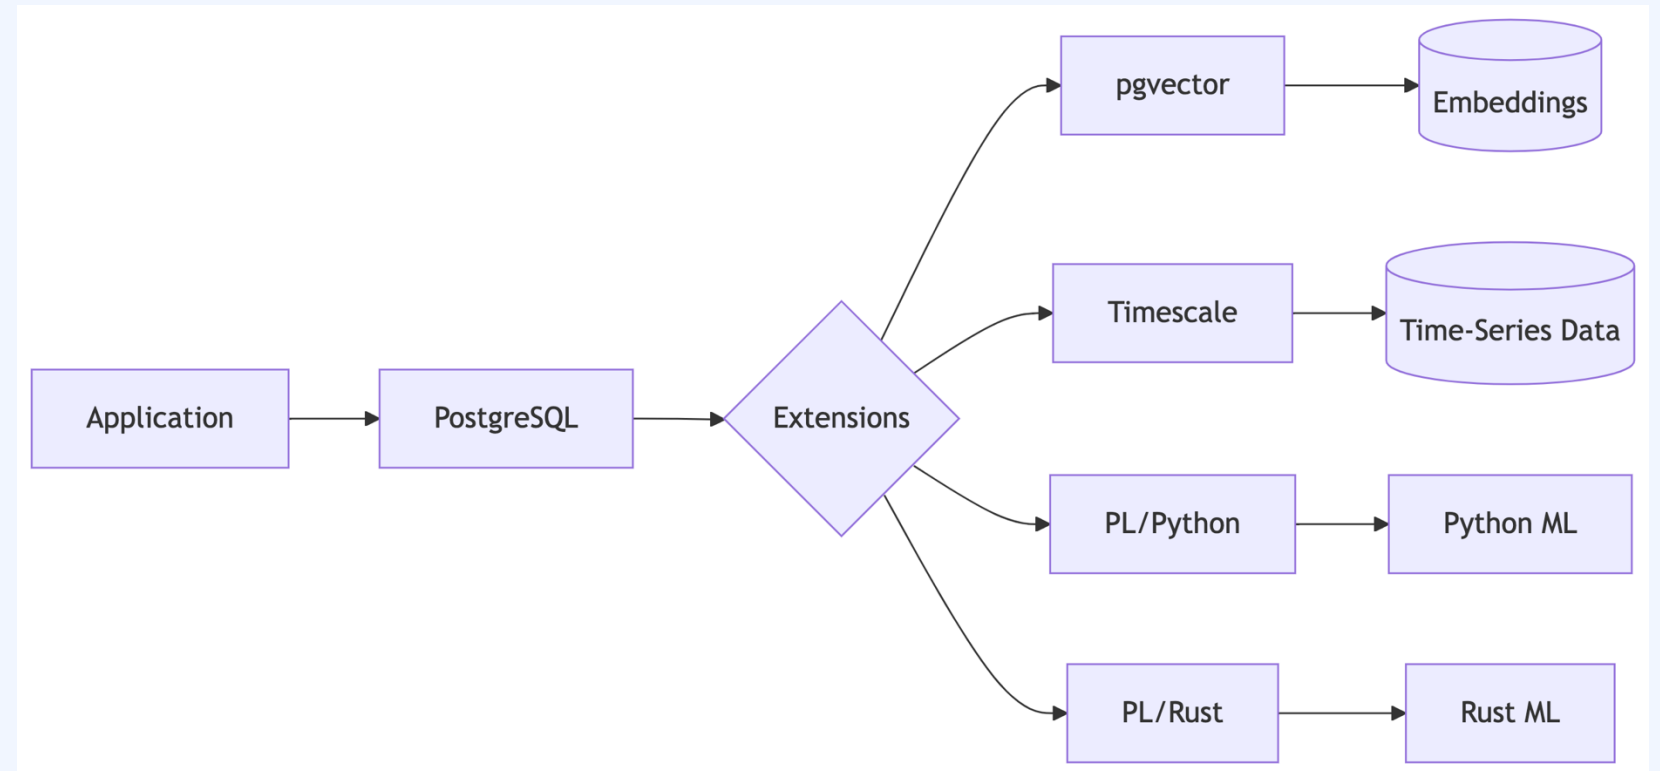 pgvector
Embeddings
Timescale
Time-Series Data
Application
PostgreSQL
Extensions
PL/Python
Python ML
PL/Rust
Rust ML